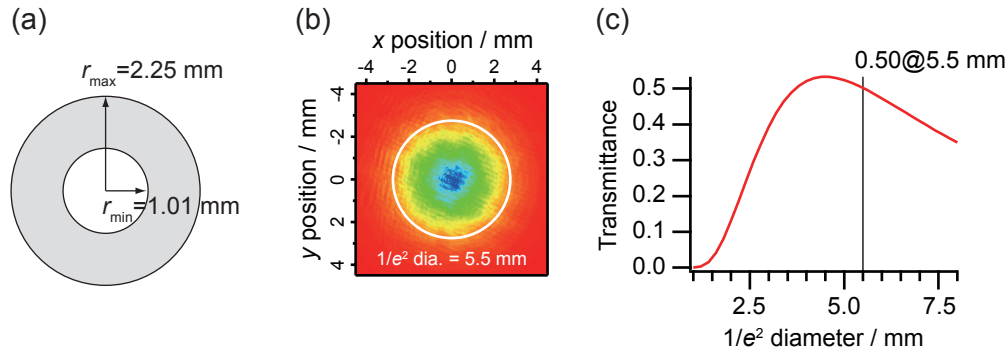 (a)
r_max=2.25 mm
r_min=1.01 mm
(b)
x position / mm
-4 -2 0 2 4
y position / mm
-4
-2
0
2
4
1/e² dia. = 5.5 mm
(c)
0.50@5.5 mm
Transmittance
0.5
0.4
0.3
0.2
0.1
0.0
2.5 5.0 7.5
1/e² diameter / mm